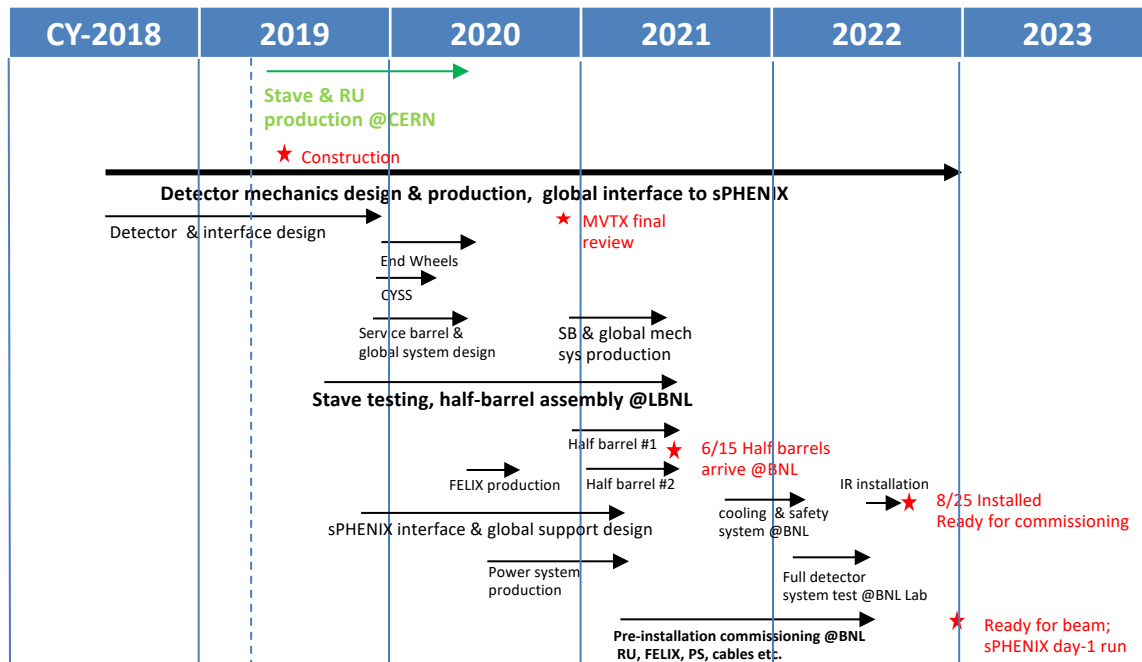 CY-2018 2019 2020 2021 2022 2023
Stave & RU
production @CERN
Construction
Detector mechanics design & production, global interface to sPHENIX
Detector & interface design
MVTX final
review
End Wheels
CYSS
Service barrel &
global system design
SB & global mech
sys production
Stave testing, half-barrel assembly @LBNL
Half barrel #1
6/15 Half barrels
arrive @BNL
FELIX production
Half barrel #2
IR installation
8/25 Installed
Ready for commissioning
cooling & safety
system @BNL
sPHENIX interface & global support design
Power system
production
Full detector
system test @BNL Lab
Pre-installation commissioning @BNL
RU, FELIX, PS, cables etc.
Ready for beam;
sPHENIX day-1 run